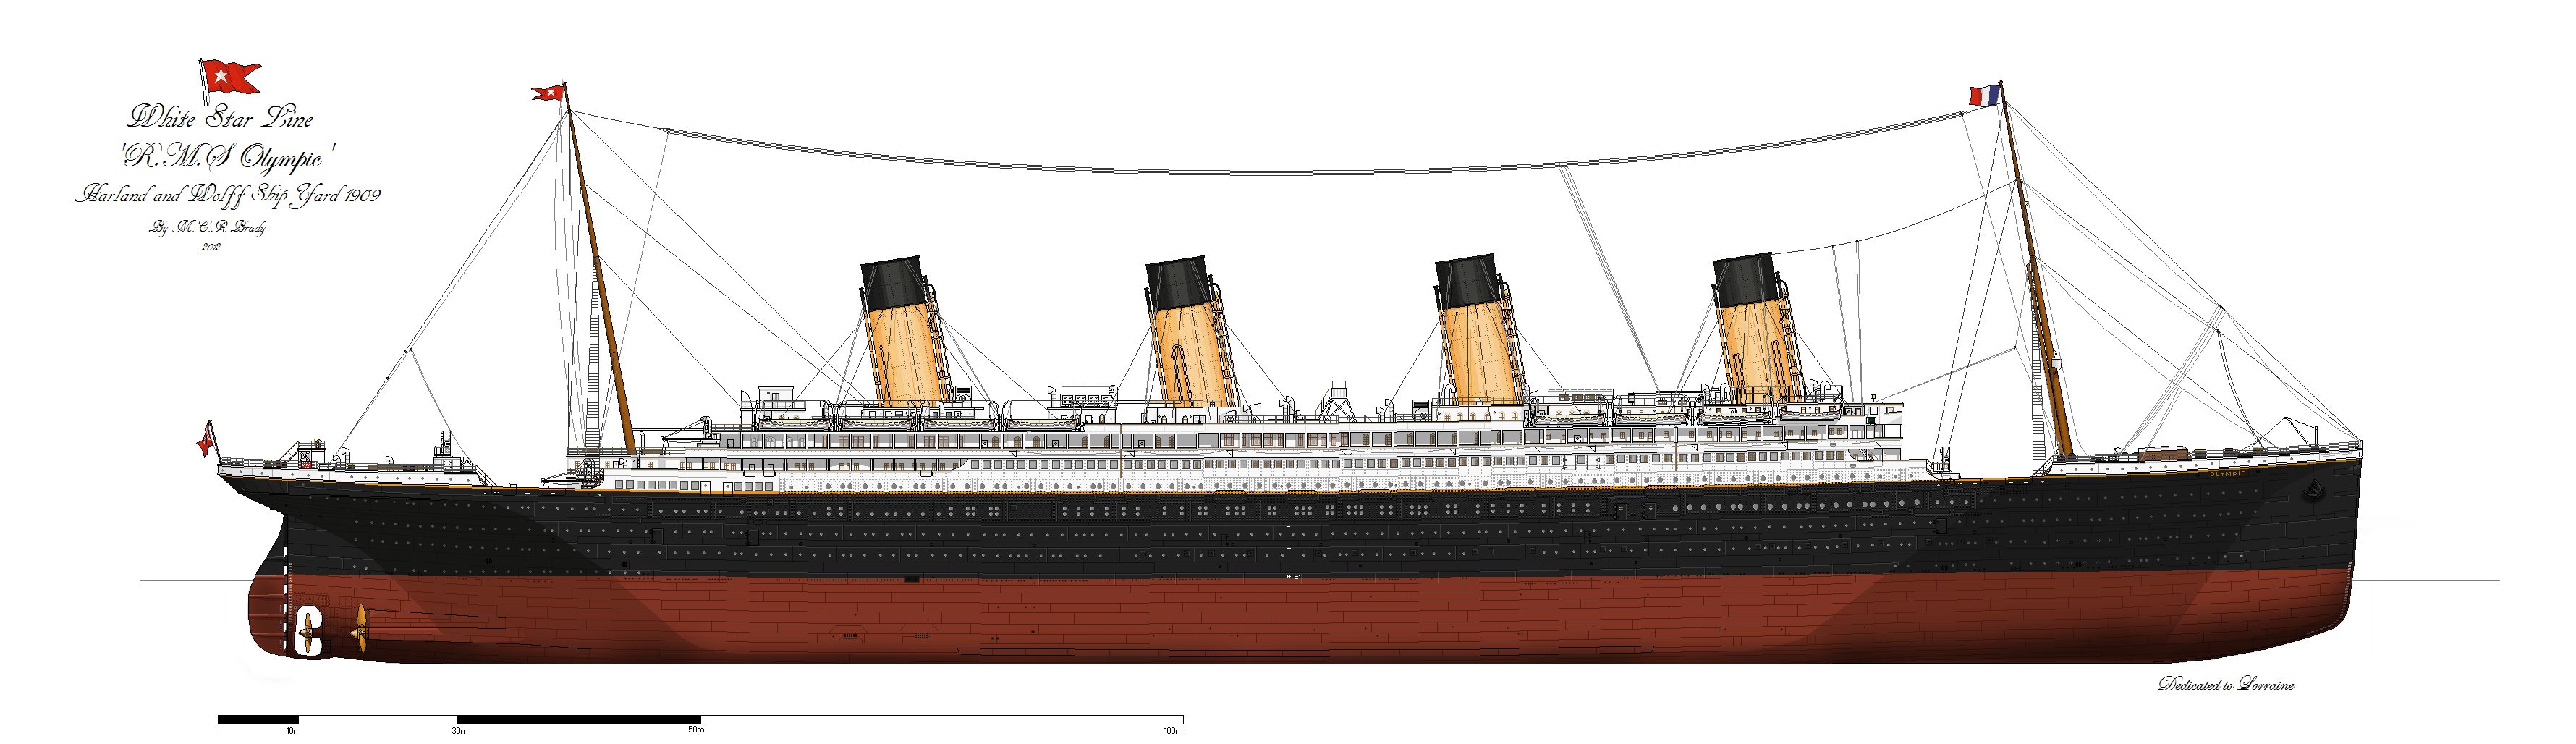 White Star Line
'R.M.S Olympic'
Harland and Wolff Ship Yard 1909
By M.C.R Brady
2012
OLYMPIC
Dedicated to Lorraine
10m 30m 50m 100m